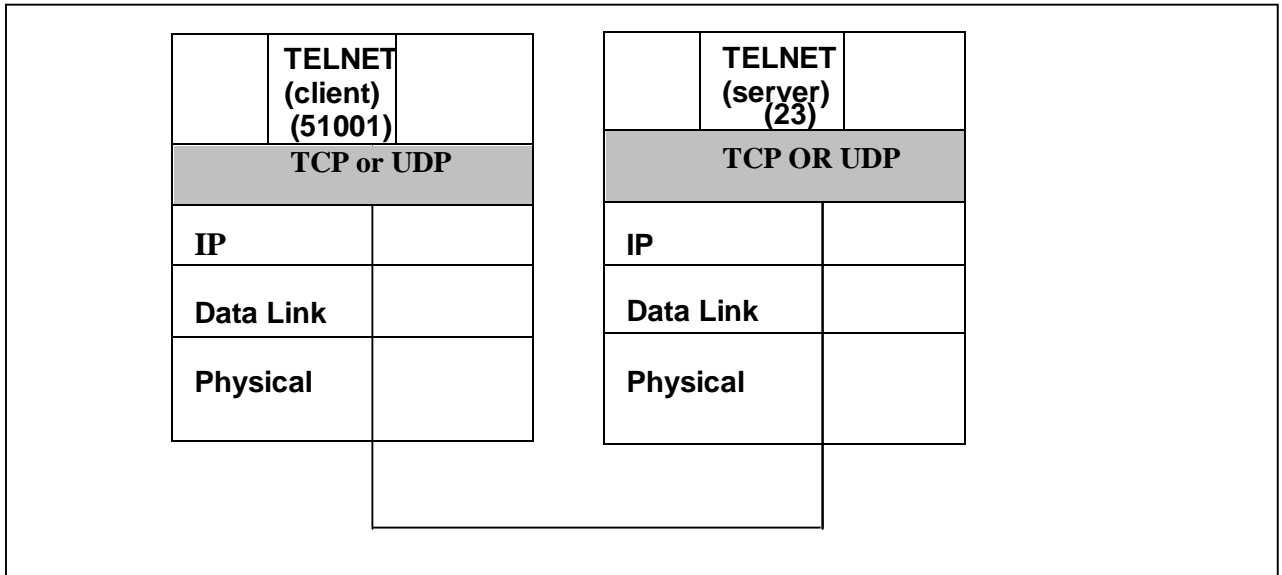 TELNET
(client)
(51001)
TCP or UDP
IP
Data Link
Physical
TELNET
(server)
(23)
TCP OR UDP
IP
Data Link
Physical